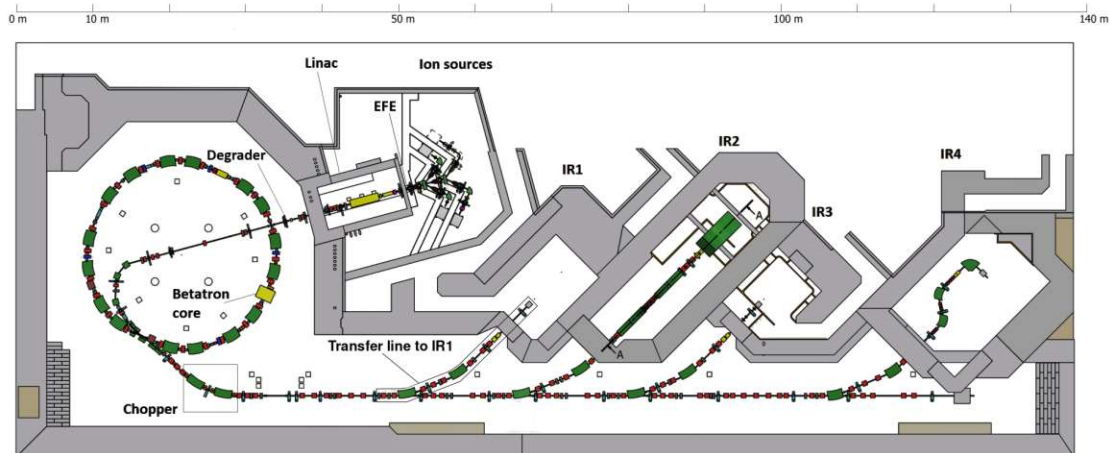 0 m 10 m 50 m 100 m 140 m
Linac
Ion sources
EFE
Degrader
IR1
IR2
IR3
IR4
A
Betatron
core
A
Transfer line to IR1
Chopper